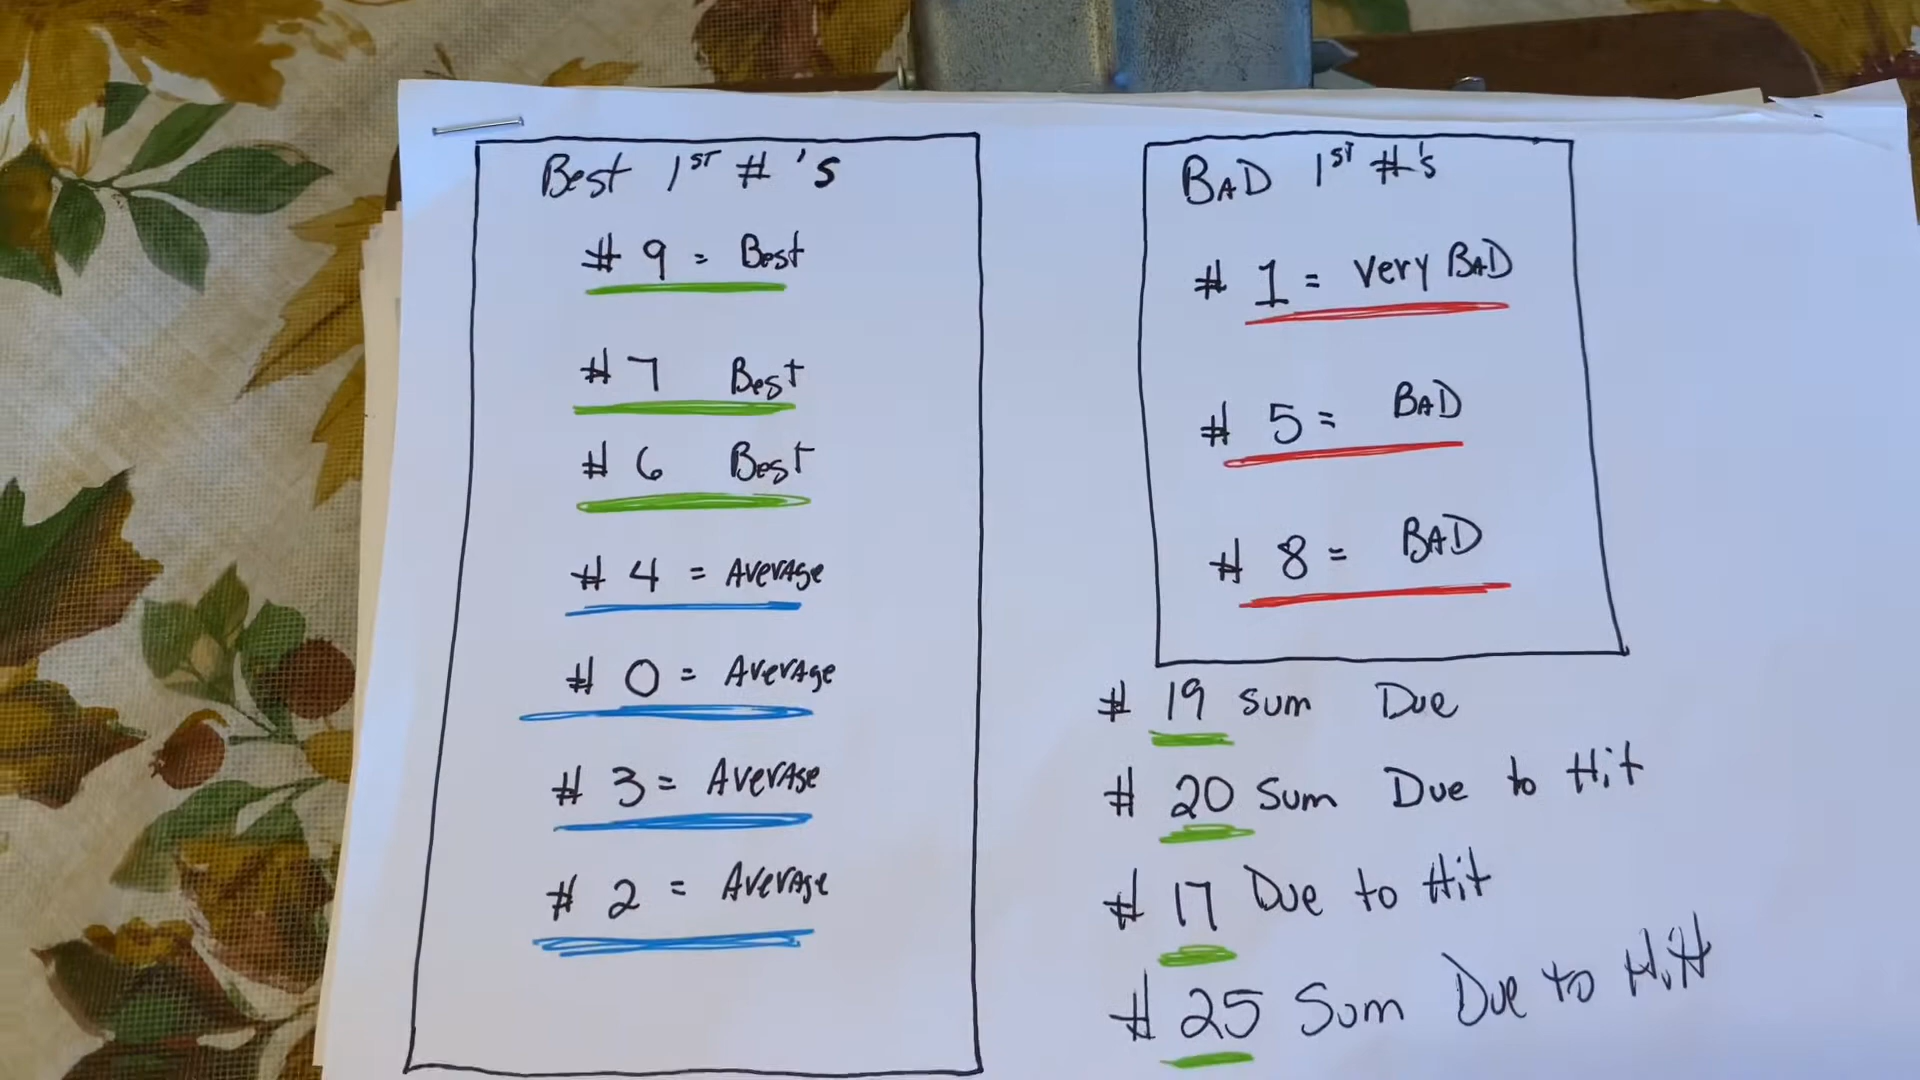 Best 1ST #'s
# 9 = Best
# 7 Best
# 6 Best
# 4 = Average
# 0 = Average
# 3 = Average
# 2 = Average
BAD 1ST #'s
# 1 = very BAD
# 5 = BAD
# 8 = BAD
# 19 sum Due
# 20 Sum Due to Hit
# 17 Due to Hit
# 25 Sum Due to Hit